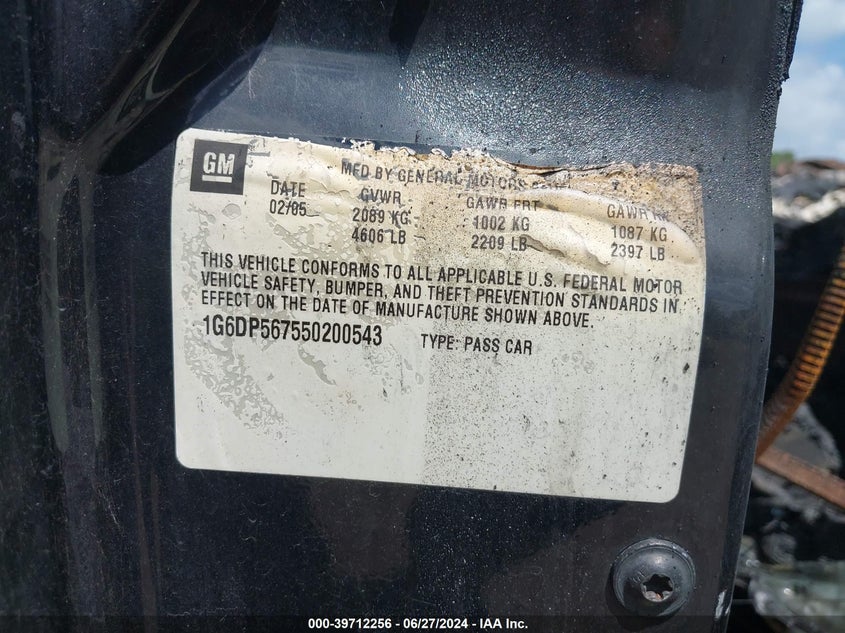 GM
MFD BY GENERAL MOTORS
DATE GVWR GAWR FRT GAWR RR
02/05 2089 KG 1002 KG 1087 KG
4606 LB 2209 LB 2397 LB
THIS VEHICLE CONFORMS TO ALL APPLICABLE U.S. FEDERAL MOTOR
VEHICLE SAFETY, BUMPER, AND THEFT PREVENTION STANDARDS IN
EFFECT ON THE DATE OF MANUFACTURE SHOWN ABOVE.
1G6DP567550200543 TYPE: PASS CAR
000-39712256 - 06/27/2024 - IAA Inc.